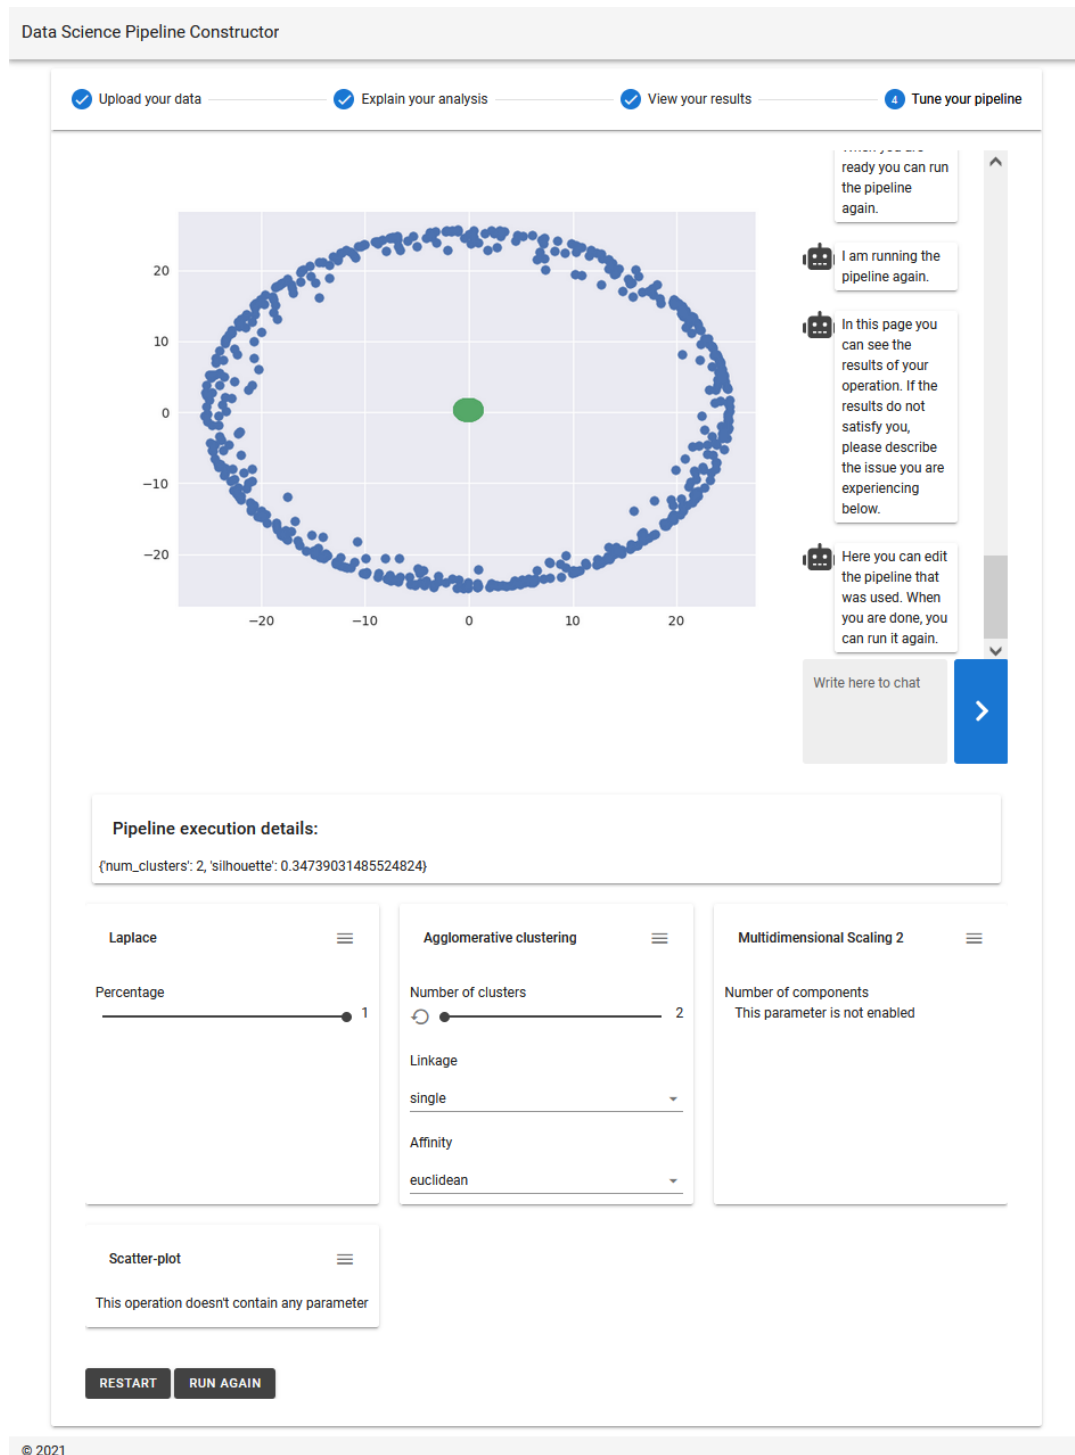 Data Science Pipeline Constructor
Upload your data
Explain your analysis
View your results
4 Tune your pipeline
ready you can run
the pipeline
again.
I am running the
pipeline again.
In this page you
can see the
results of your
operation. If the
results do not
satisfy you,
please describe
the issue you are
experiencing
below.
Here you can edit
the pipeline that
was used. When
you are done, you
can run it again.
Write here to chat
20
10
0
−10
−20
−20 −10 0 10 20
Pipeline execution details:
{'num_clusters': 2, 'silhouette': 0.34739031485524824}
Laplace
Percentage
1
Agglomerative clustering
Number of clusters
2
Linkage
single
Affinity
euclidean
Multidimensional Scaling 2
Number of components
This parameter is not enabled
Scatter-plot
This operation doesn't contain any parameter
RESTART
RUN AGAIN
© 2021